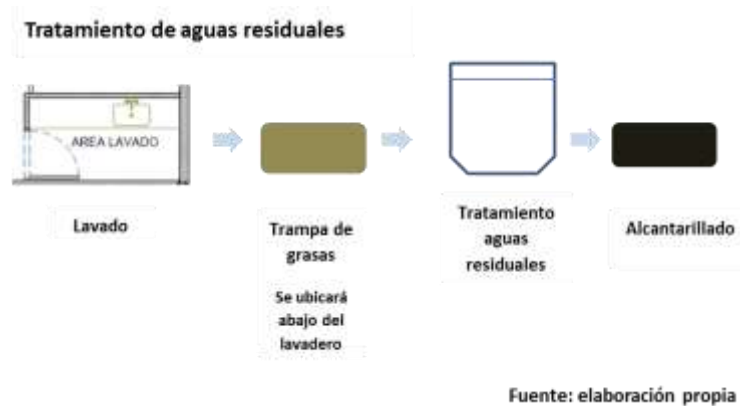 Tratamiento de aguas residuales
AREA LAVADO
Lavado
Trampa de
grasas
Se ubicará
abajo del
lavadero
Tratamiento
aguas
residuales
Alcantarillado
Fuente: elaboración propia